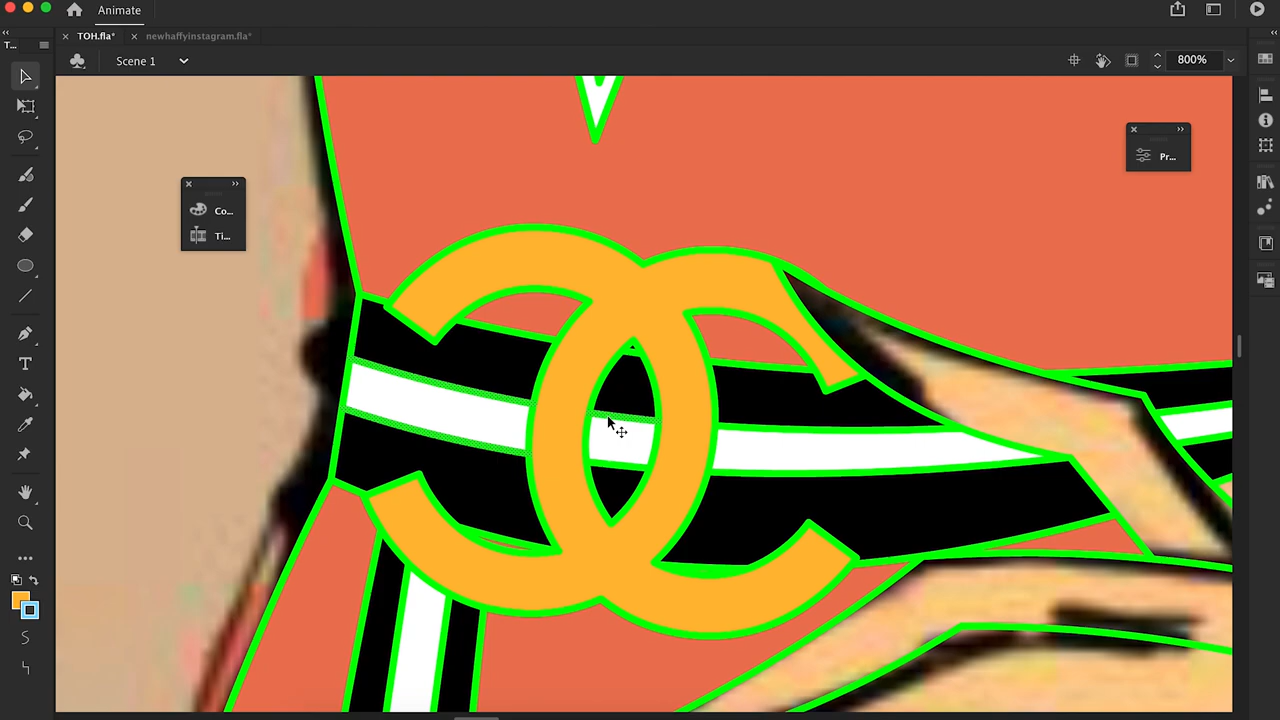 Animate
TOH.fla*
newhaffyinstagram.fla*
T...
Scene 1
800%
Pr...
Co...
Ti...